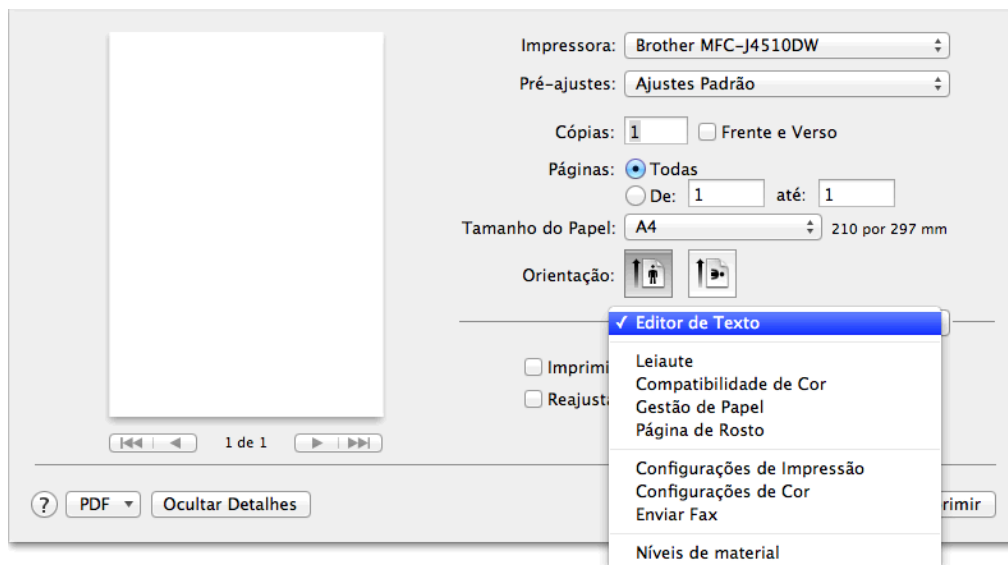 Impressora: Brother MFC-J4510DW
Pré-ajustes: Ajustes Padrão
Cópias: 1 Frente e Verso
Páginas: Todas
De: 1 até: 1
Tamanho do Papel: A4 210 por 297 mm
Orientação:
✓ Editor de Texto
Leiaute
Imprimi
Compatibilidade de Cor
Reajusta
Gestão de Papel
Página de Rosto
1 de 1
Configurações de Impressão
Configurações de Cor
? PDF Ocultar Detalhes
Enviar Fax
rimir
Níveis de material